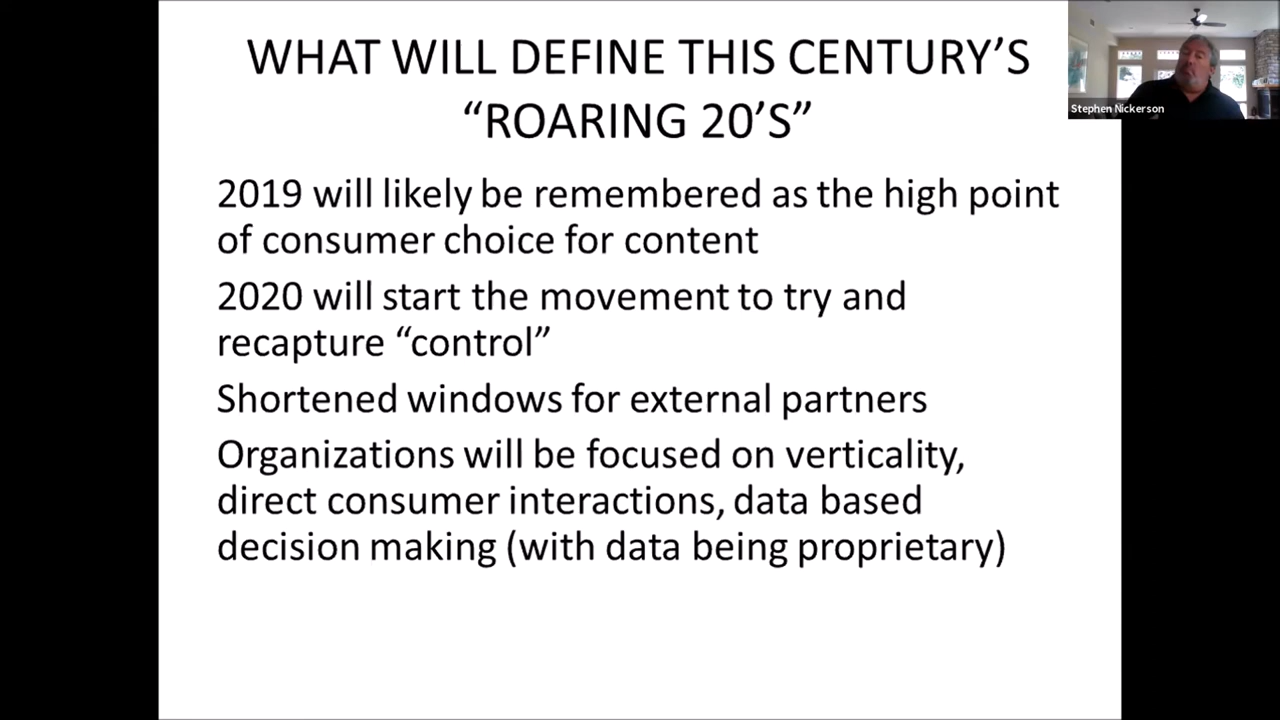 WHAT WILL DEFINE THIS CENTURY’S
“ROARING 20’S”
Stephen Nickerson
2019 will likely be remembered as the high point
of consumer choice for content
2020 will start the movement to try and
recapture “control”
Shortened windows for external partners
Organizations will be focused on verticality,
direct consumer interactions, data based
decision making (with data being proprietary)